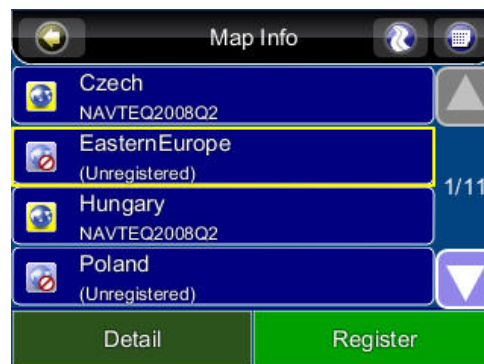 Map Info
Czech
NAVTEQ2008Q2
EasternEurope
(Unregistered)
1/11
Hungary
NAVTEQ2008Q2
Poland
(Unregistered)
Detail
Register